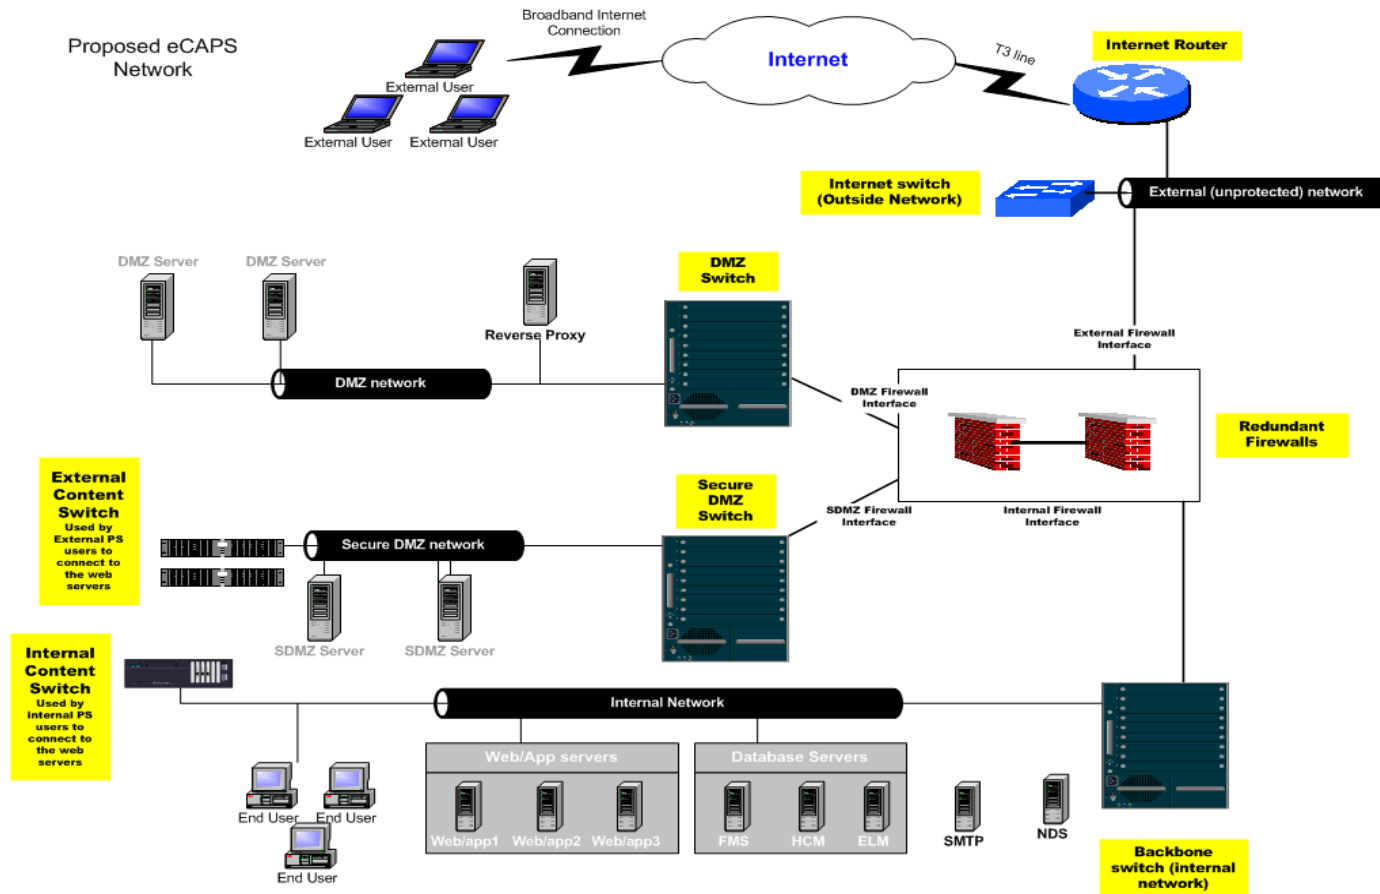 Proposed eCAPS
Network
Broadband Internet
Connection
Internet
T3 line
Internet Router
External User
External User
External User
Internet switch
(Outside Network)
External (unprotected) network
DMZ Server
DMZ Server
Reverse Proxy
DMZ
Switch
External Firewall
Interface
DMZ network
DMZ Firewall
Interface
Redundant
Firewalls
External
Content
Switch
Used by
External PS
users to
connect to
the web
servers
Secure
DMZ
Switch
SDMZ Firewall
Interface
Internal Firewall
Interface
Secure DMZ network
SDMZ Server
SDMZ Server
Internal
Content
Switch
Used by
internal PS
users to
connect to
the web
servers
Internal Network
Web/App servers
Database Servers
End User
End User
End User
Web/app1
Web/app2
Web/app3
FMS
HCM
ELM
SMTP
NDS
Backbone
switch (internal
network)